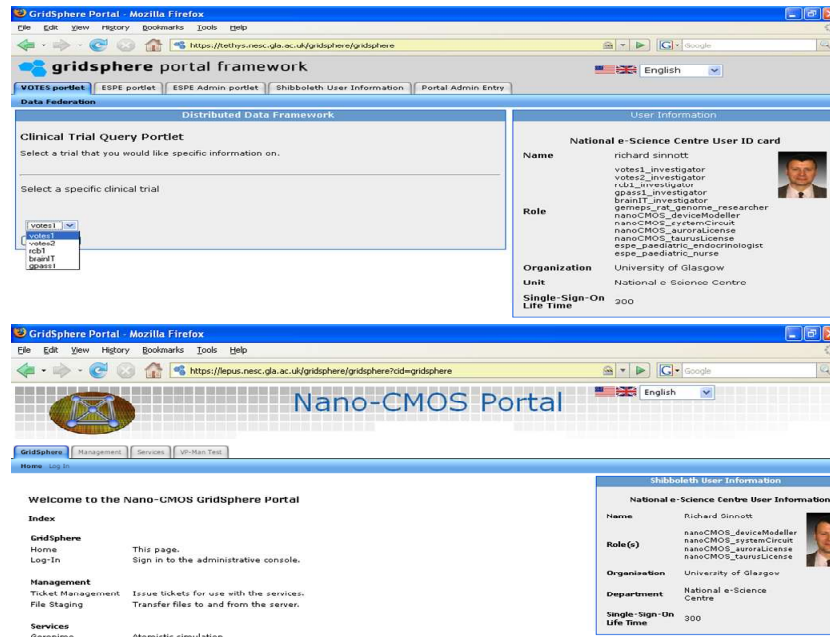 GridSphere Portal - Mozilla Firefox
File Edit View History Bookmarks Tools Help
https://tethys.nesc.gla.ac.uk/gridsphere/gridsphere
G Google
gridsphere portal framework
English
VOTES portlet ESPE portlet ESPE Admin portlet Shibboleth User Information Portal Admin Entry
Data Federation
Distributed Data Framework
Clinical Trial Query Portlet
Select a trial that you would like specific information on.
Select a specific clinical trial
votes1
votes1
votes2
rcb1
brainIT
gpass1
User Information
National e-Science Centre User ID card
Name richard sinnott
Role
votes1_investigator
votes2_investigator
rcb1_investigator
gpass1_investigator
brainIT_investigator
gemeps_rat_genome_researcher
nanoCMOS_deviceModeller
nanoCMOS_systemCircuit
nanoCMOS_auroraLicense
nanoCMOS_taurusLicense
espe_paediatric_endocrinologist
espe_paediatric_nurse
Organization University of Glasgow
Unit National e-Science Centre
Single-Sign-On
Life Time 300
GridSphere Portal - Mozilla Firefox
File Edit View History Bookmarks Tools Help
https://lepus.nesc.gla.ac.uk/gridsphere/gridsphere?cid=gridsphere
G Google
Nano-CMOS Portal
English
GridSphere Management Services VP-Man Test
Home Log In
Welcome to the Nano-CMOS GridSphere Portal
Index
GridSphere
Home This page.
Log-In Sign in to the administrative console.
Management
Ticket Management Issue tickets for use with the services.
File Staging Transfer files to and from the server.
Services
Geronimo Atomistic simulation
Shibboleth User Information
National e-Science Centre User Information
Name Richard Sinnott
Role(s)
nanoCMOS_deviceModeller
nanoCMOS_systemCircuit
nanoCMOS_auroraLicense
nanoCMOS_taurusLicense
Organisation University of Glasgow
Department National e-Science
Centre
Single-Sign-On
Life Time 300